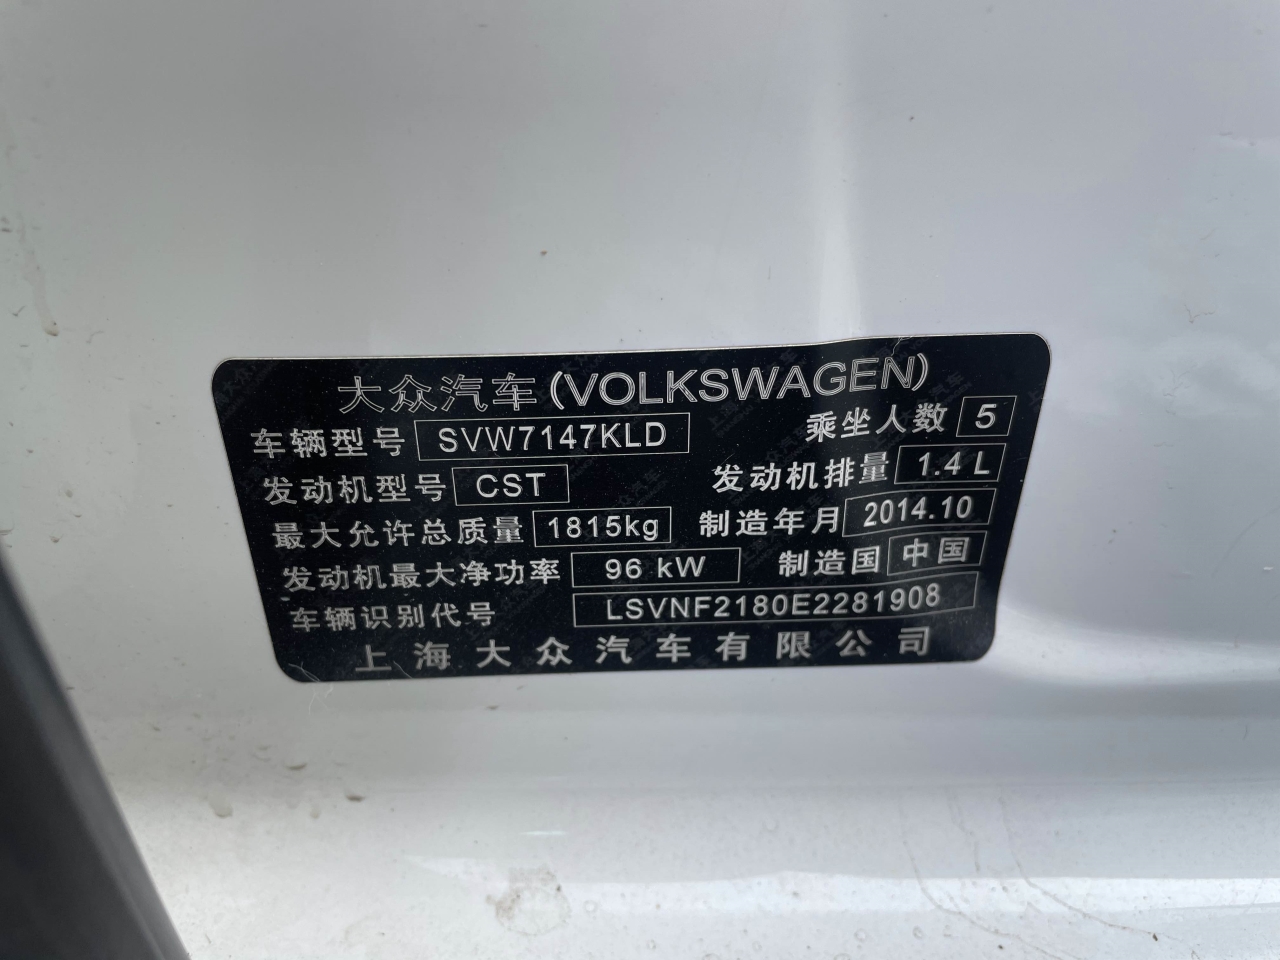 大众汽车(VOLKSWAGEN)
车辆型号 SVW7147KLD 乘坐人数 5
发动机型号 CST 发动机排量 1.4 L
最大允许总质量 1815kg 制造年月 2014.10
发动机最大净功率 96 kW 制造国 中国
车辆识别代号 LSVNF2180E2281908
上海大众汽车有限公司